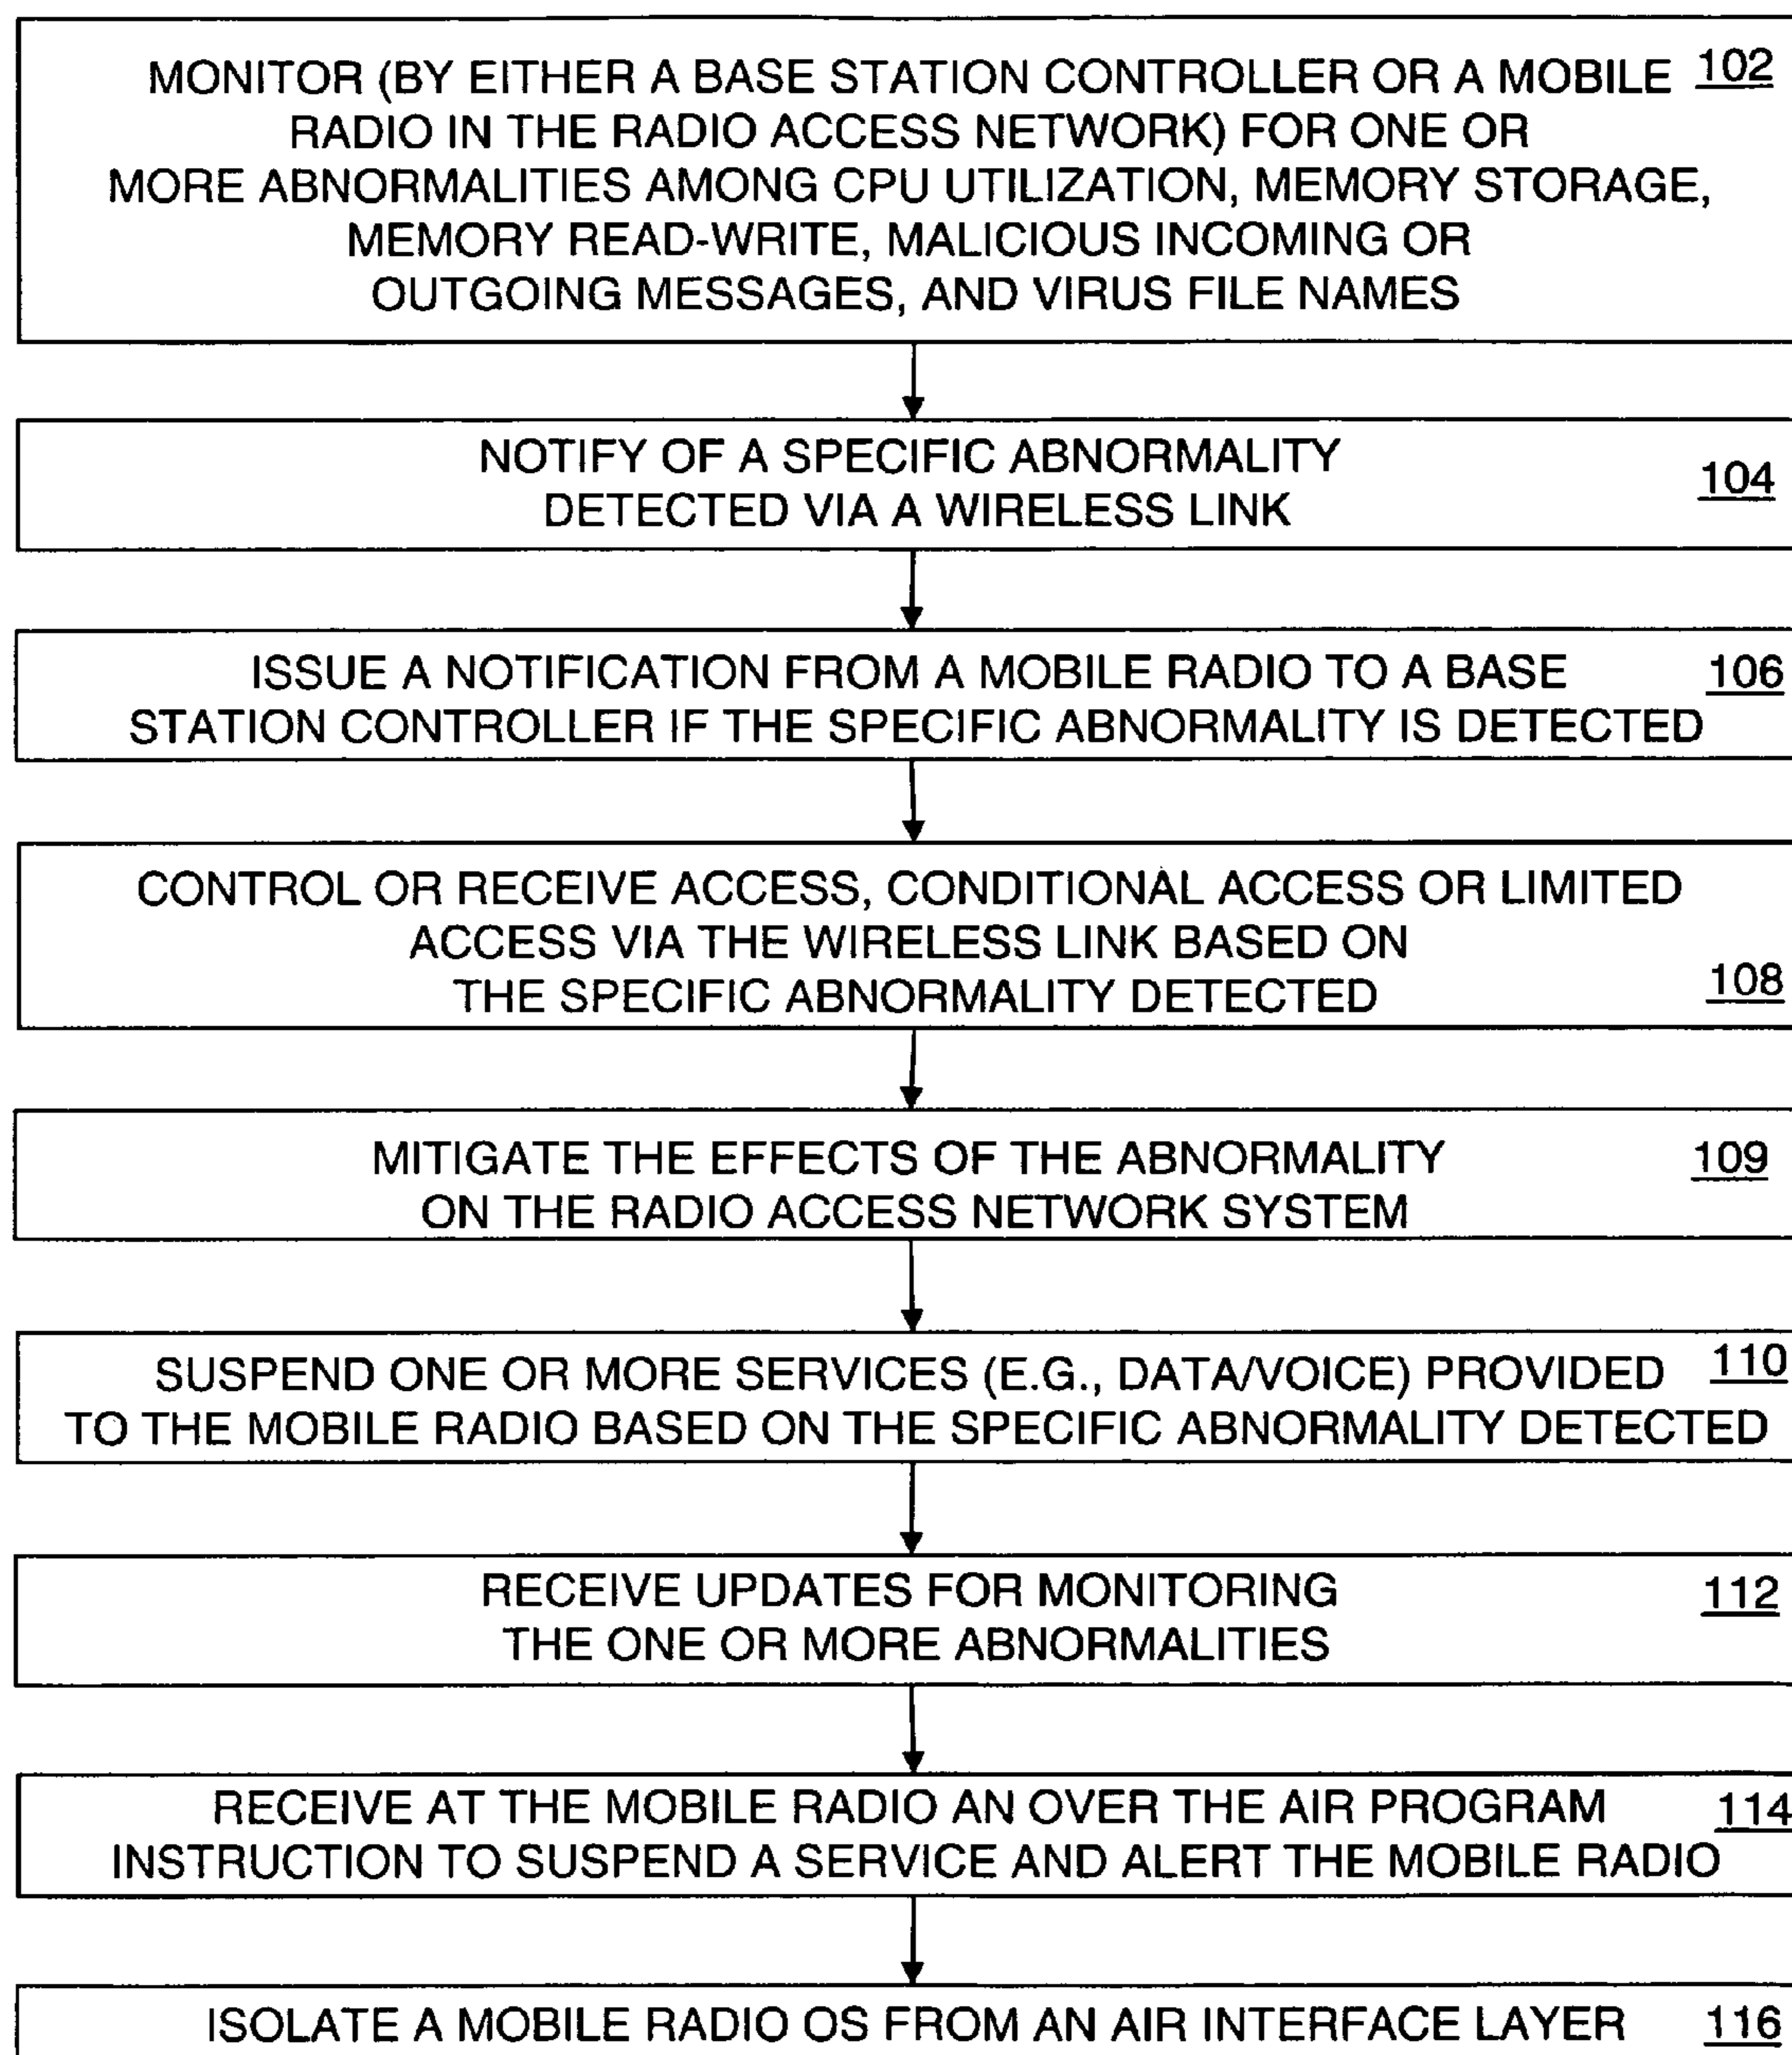 MONITOR (BY EITHER A BASE STATION CONTROLLER OR A MOBILE 102
RADIO IN THE RADIO ACCESS NETWORK) FOR ONE OR
MORE ABNORMALITIES AMONG CPU UTILIZATION, MEMORY STORAGE,
MEMORY READ-WRITE, MALICIOUS INCOMING OR
OUTGOING MESSAGES, AND VIRUS FILE NAMES
NOTIFY OF A SPECIFIC ABNORMALITY
DETECTED VIA A WIRELESS LINK
104
ISSUE A NOTIFICATION FROM A MOBILE RADIO TO A BASE 106
STATION CONTROLLER IF THE SPECIFIC ABNORMALITY IS DETECTED
CONTROL OR RECEIVE ACCESS, CONDITIONAL ACCESS OR LIMITED
ACCESS VIA THE WIRELESS LINK BASED ON
THE SPECIFIC ABNORMALITY DETECTED 108
MITIGATE THE EFFECTS OF THE ABNORMALITY 109
ON THE RADIO ACCESS NETWORK SYSTEM
SUSPEND ONE OR MORE SERVICES (E.G., DATA/VOICE) PROVIDED 110
TO THE MOBILE RADIO BASED ON THE SPECIFIC ABNORMALITY DETECTED
RECEIVE UPDATES FOR MONITORING 112
THE ONE OR MORE ABNORMALITIES
RECEIVE AT THE MOBILE RADIO AN OVER THE AIR PROGRAM 114
INSTRUCTION TO SUSPEND A SERVICE AND ALERT THE MOBILE RADIO
ISOLATE A MOBILE RADIO OS FROM AN AIR INTERFACE LAYER 116